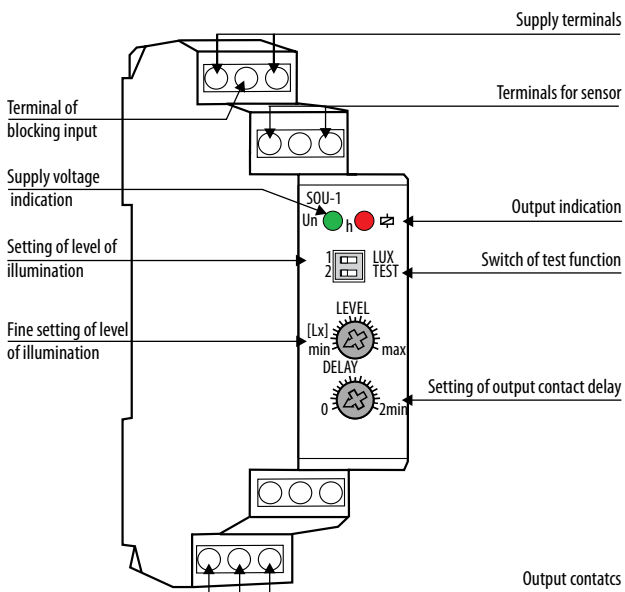 Supply terminals
Terminals for sensor
Terminal of
blocking input
Supply voltage
indication
SOU-1
Un
h
Output indication
Setting of level of
illumination
1
2
LUX
TEST
Switch of test function
LEVEL
[Lx]
min
max
Fine setting of level
of illumination
DELAY
0
2min
Setting of output contact delay
Output contatcs